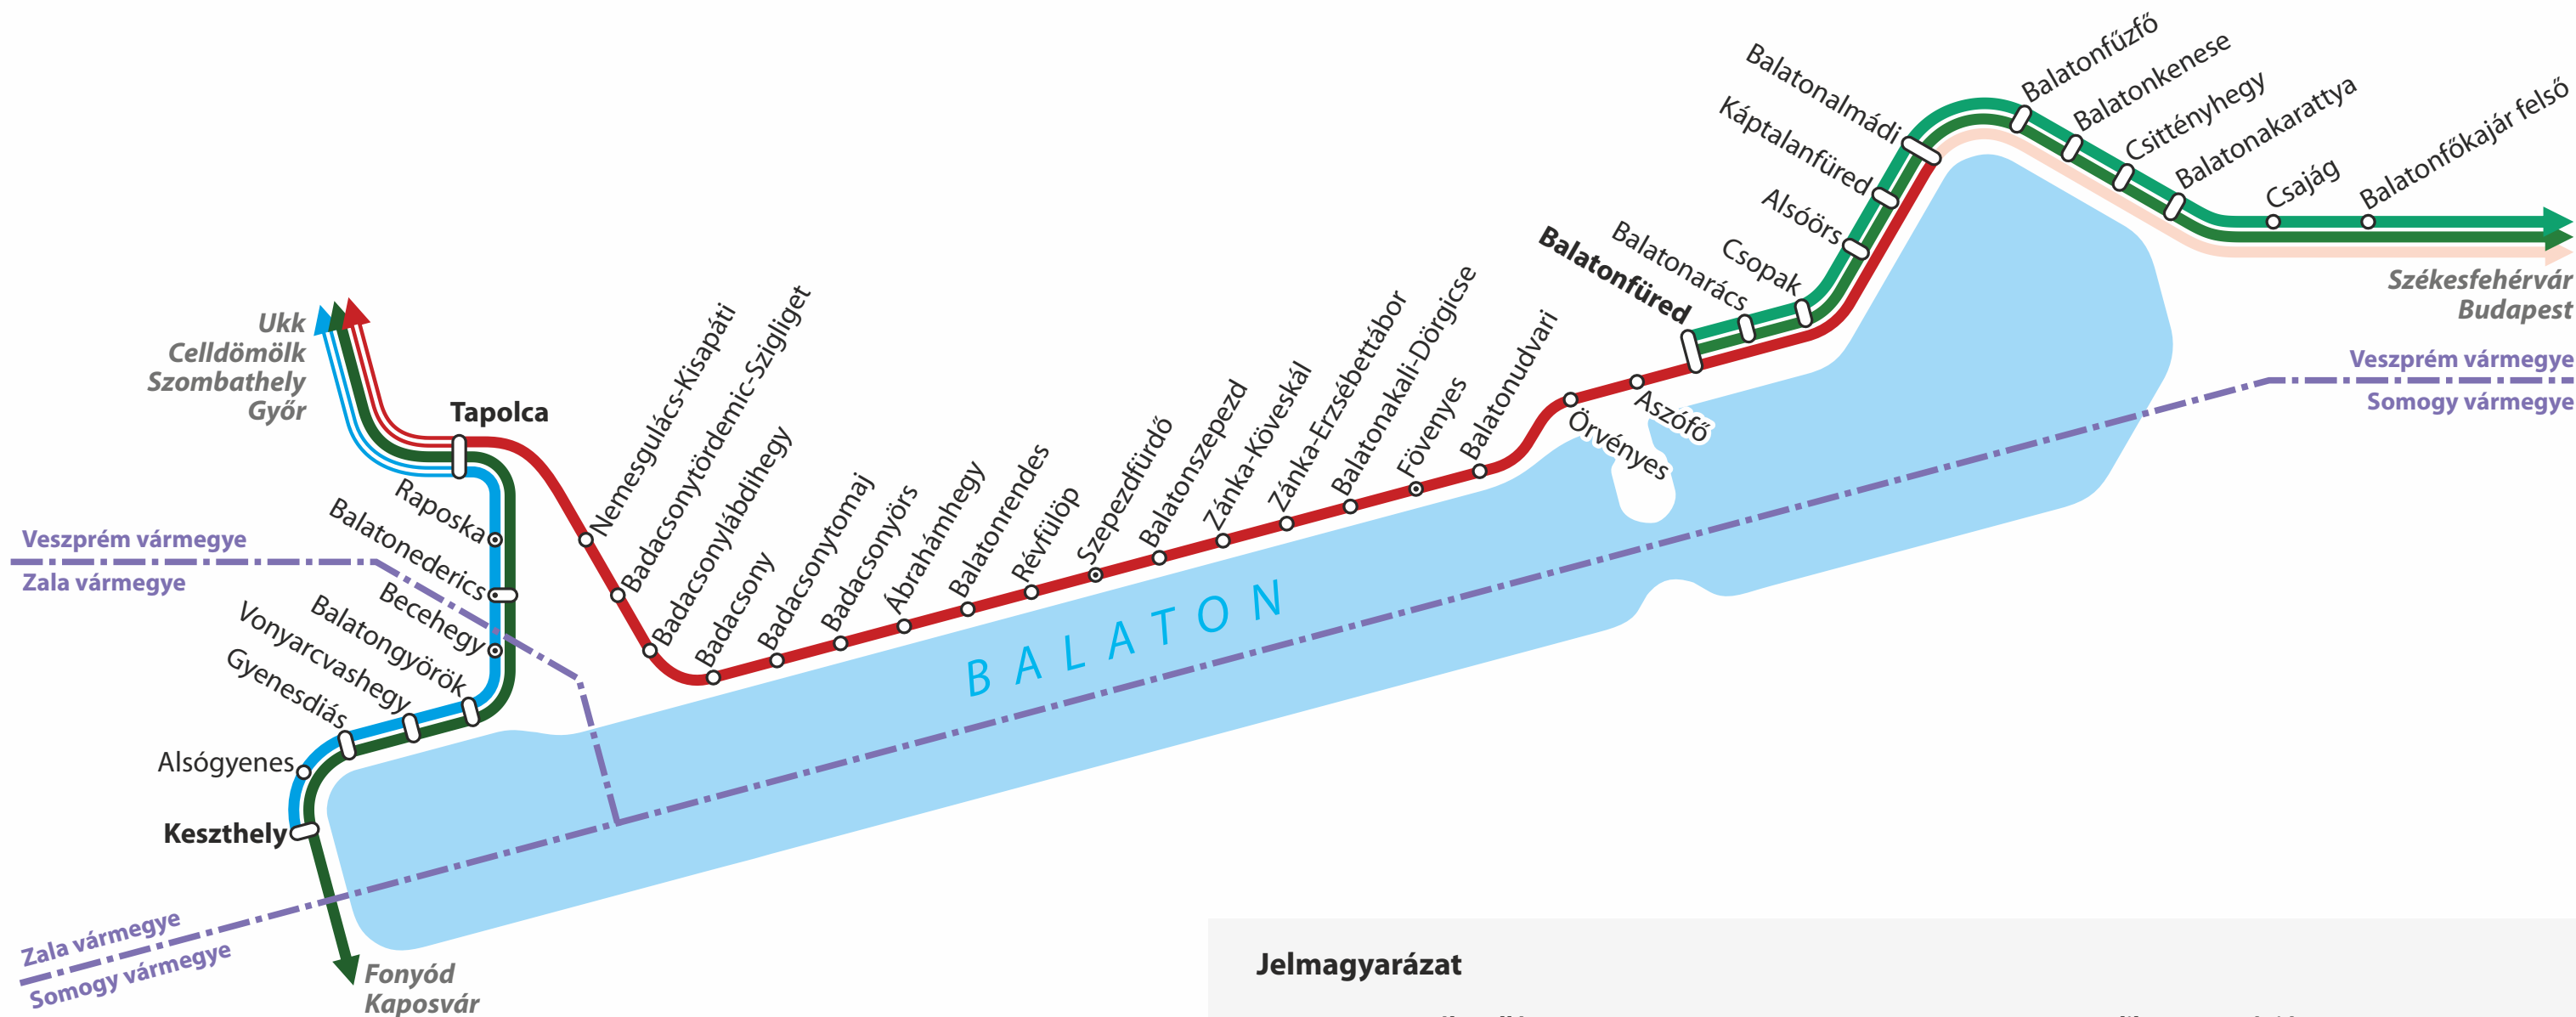 Balatonfűzfő
Balatonkenese
Csittényhegy
Balatonakarattya
Csajág
Balatonfőkajár felső
Balatonalmádi
Káptalanfüred
Alsóörs
Csopak
Balatonarács
Balatonfüred
Székesfehérvár
Budapest
Veszprém vármegye
Somogy vármegye
Ukk
Celldömölk
Szombathely
Győr
Tapolca
Nemesgulács-Kisapáti
Badacsonytördemic-Szigliget
Badacsonylábdihegy
Badacsony
Badacsonytomaj
Badacsonyörs
Ábrahámhegy
Balatonrendes
Révfülöp
Szepezdfürdő
Balatonszepezd
Zánka-Köveskál
Zánka-Erzsébettábor
Balatonakali-Dörgicse
Fövenyes
Balatonudvari
Örvényes
Aszófő
Raposka
Balatonederics
Becehegy
Balatongyörök
Vonyarcvashegy
Gyenesdiás
Alsógyenes
Keszthely
Veszprém vármegye
Zala vármegye
BALATON
Zala vármegye
Somogy vármegye
Fonyód
Kaposvár
Jelmagyarázat